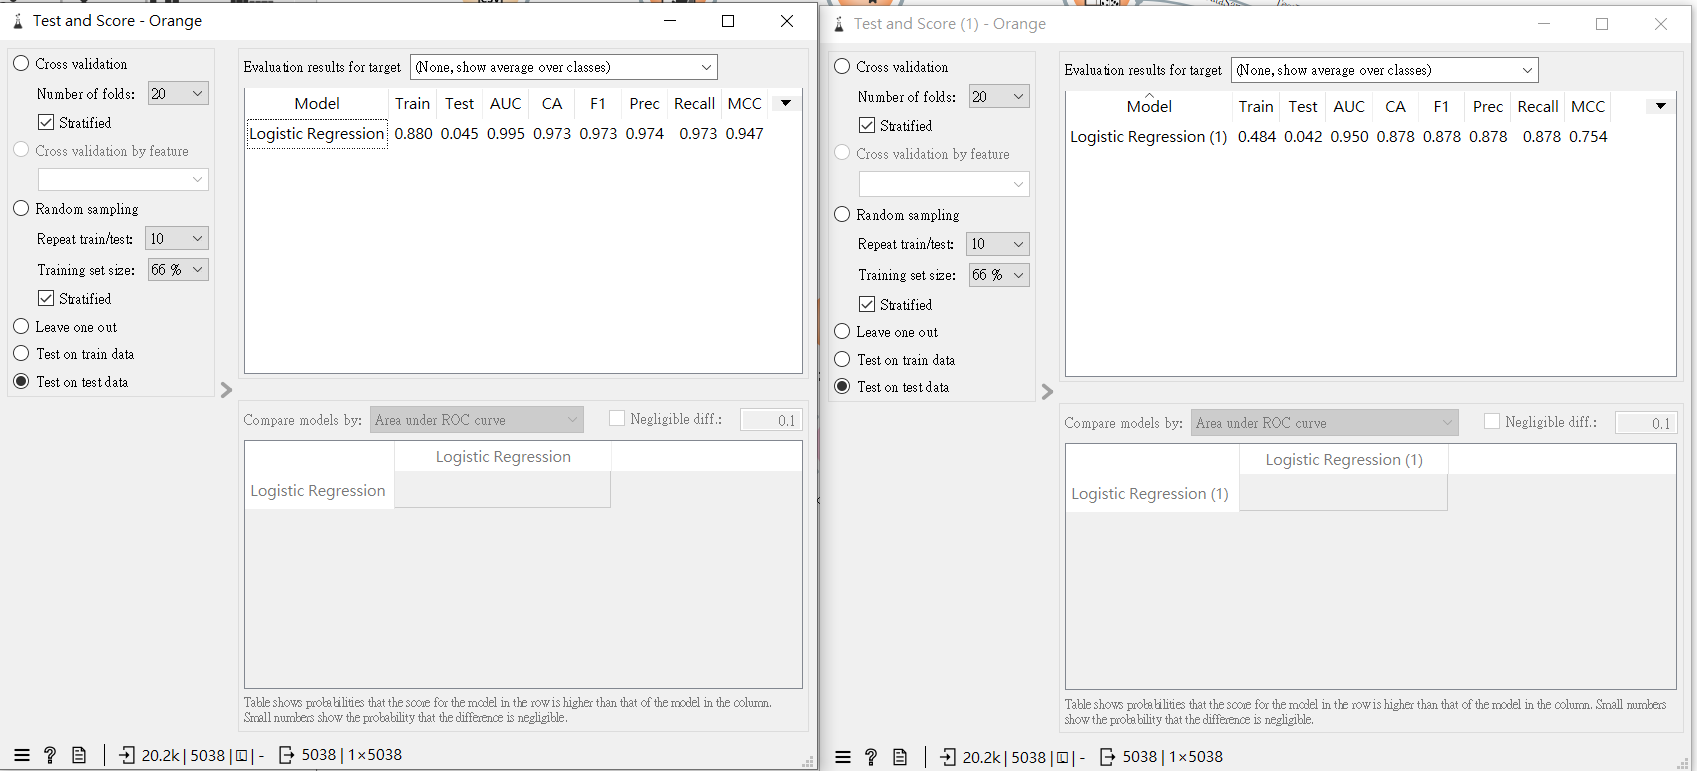 Test and Score - Orange
Cross validation
Number of folds: 20
Stratified
Cross validation by feature
Random sampling
Repeat train/test: 10
Training set size: 66 %
Stratified
Leave one out
Test on train data
Test on test data
Evaluation results for target (None, show average over classes)
Model Train Test AUC CA F1 Prec Recall MCC
Logistic Regression 0.880 0.045 0.995 0.973 0.973 0.974 0.973 0.947
Compare models by: Area under ROC curve Negligible diff.: 0.1
Logistic Regression
Logistic Regression
Table shows probabilities that the score for the model in the row is higher than that of the model in the column.
Small numbers show the probability that the difference is negligible.
20.2k | 5038 | - 5038 | 1×5038
Test and Score (1) - Orange
Cross validation
Number of folds: 20
Stratified
Cross validation by feature
Random sampling
Repeat train/test: 10
Training set size: 66 %
Stratified
Leave one out
Test on train data
Test on test data
Evaluation results for target (None, show average over classes)
Model Train Test AUC CA F1 Prec Recall MCC
Logistic Regression (1) 0.484 0.042 0.950 0.878 0.878 0.878 0.878 0.754
Compare models by: Area under ROC curve Negligible diff.: 0.1
Logistic Regression (1)
Logistic Regression (1)
Table shows probabilities that the score for the model in the row is higher than that of the model in the column. Small numbers
show the probability that the difference is negligible.
20.2k | 5038 | - 5038 | 1×5038